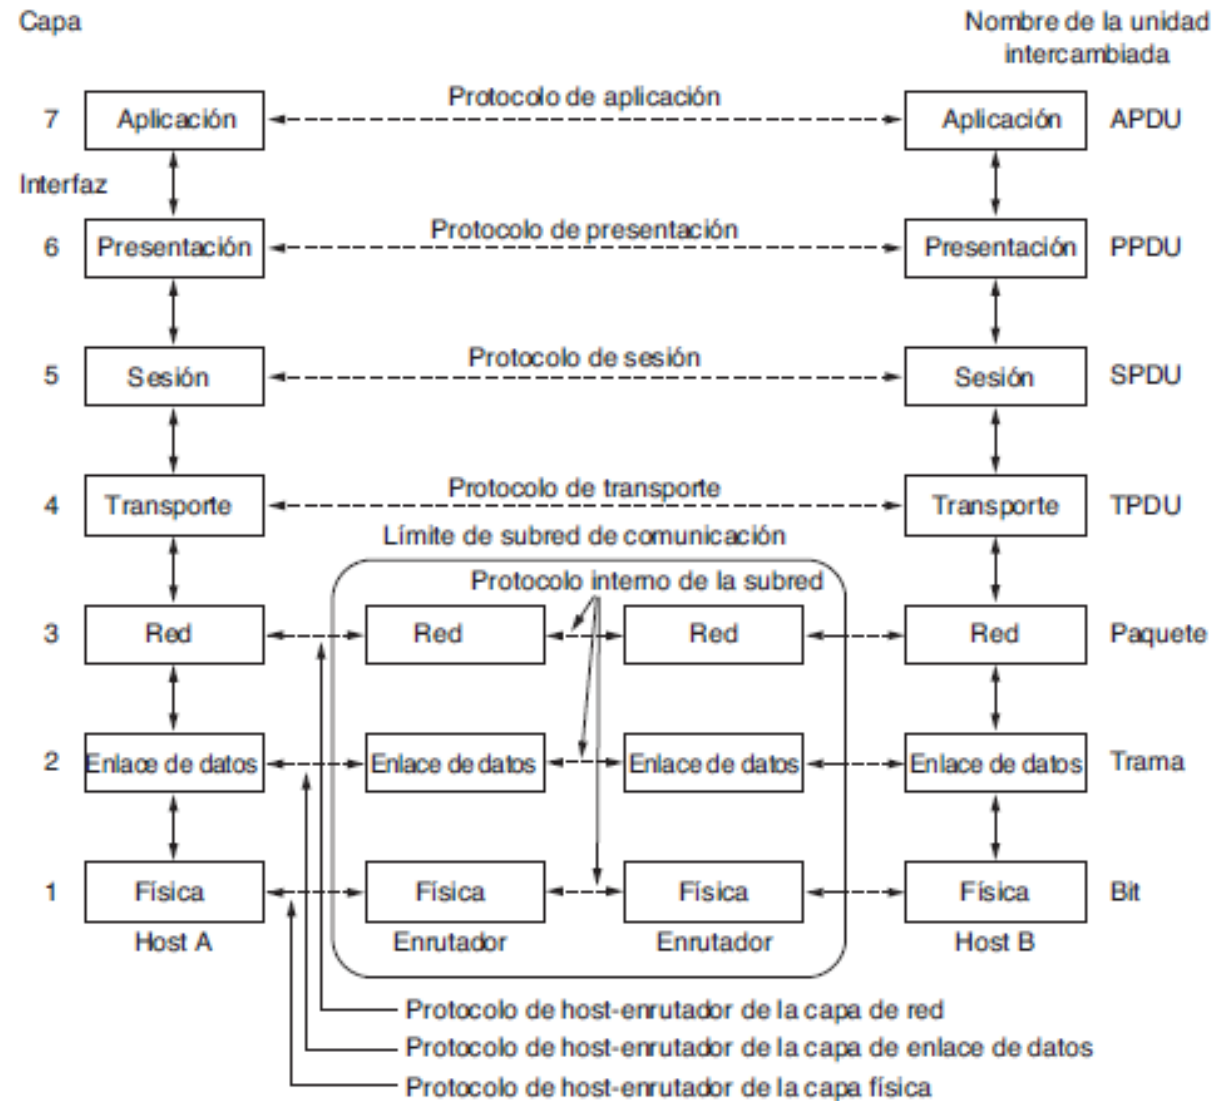 Capa
Nombre de la unidad
intercambiada
Protocolo de aplicación
7 Aplicación Aplicación APDU
Interfaz
Protocolo de presentación
6 Presentación Presentación PPDU
Protocolo de sesión
5 Sesión Sesión SPDU
Protocolo de transporte
4 Transporte Transporte TPDU
Límite de subred de comunicación
Protocolo interno de la subred
3 Red Red Red Red Paquete
2 Enlace de datos Enlace de datos Enlace de datos Enlace de datos Trama
1 Física Física Física Física Bit
Host A Enrutador Enrutador Host B
Protocolo de host-enrutador de la capa de red
Protocolo de host-enrutador de la capa de enlace de datos
Protocolo de host-enrutador de la capa física